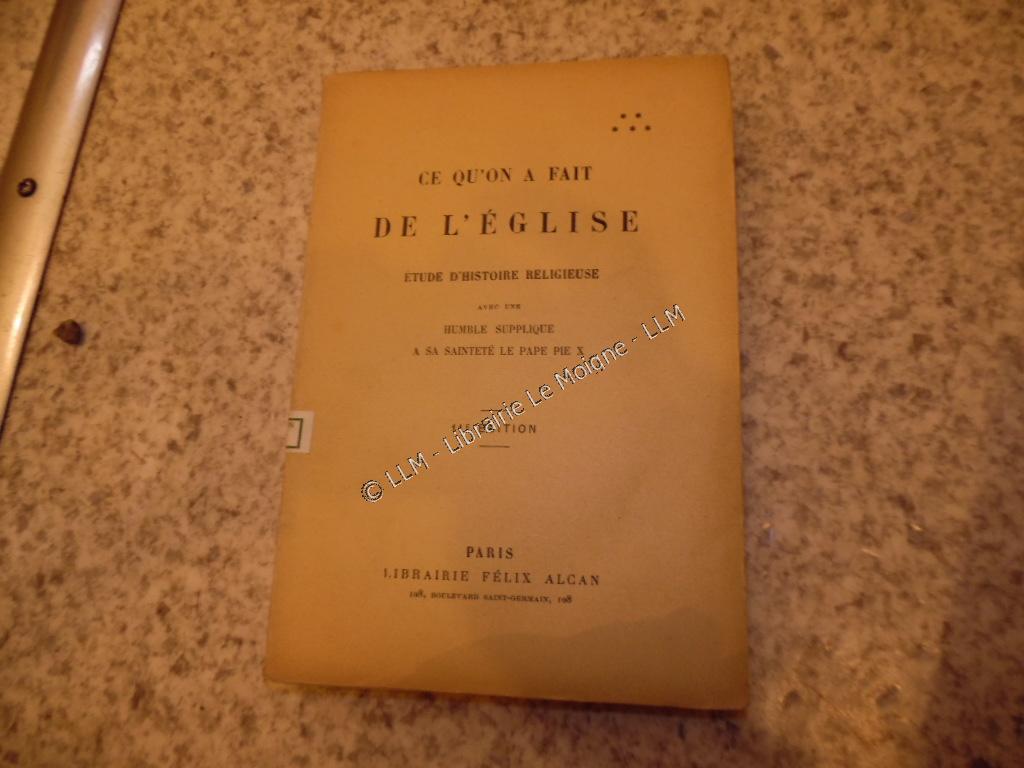 CE QU'ON A FAIT
DE L'ÉGLISE
ÉTUDE D'HISTOIRE RELIGIEUSE
AVEC UNE
HUMBLE SUPPLIQUE
A SA SAINTETÉ LE PAPE PIE X
ÉDITION
© LLM - Librairie Le Moigne - LLM
PARIS
LIBRAIRIE FÉLIX ALCAN
108, BOULEVARD SAINT-GERMAIN, 108